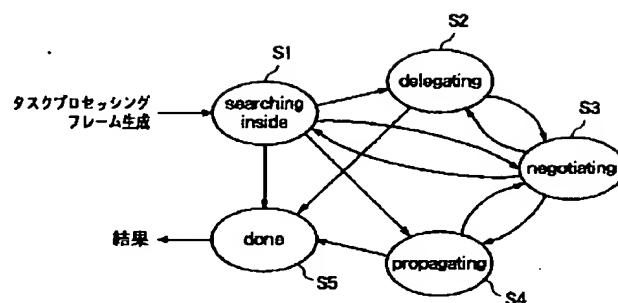 S2
S1
delegating
S3
タスクプロセッシング
フレーム生成
searching
inside
negotiating
結果
done
propagating
S5
S4